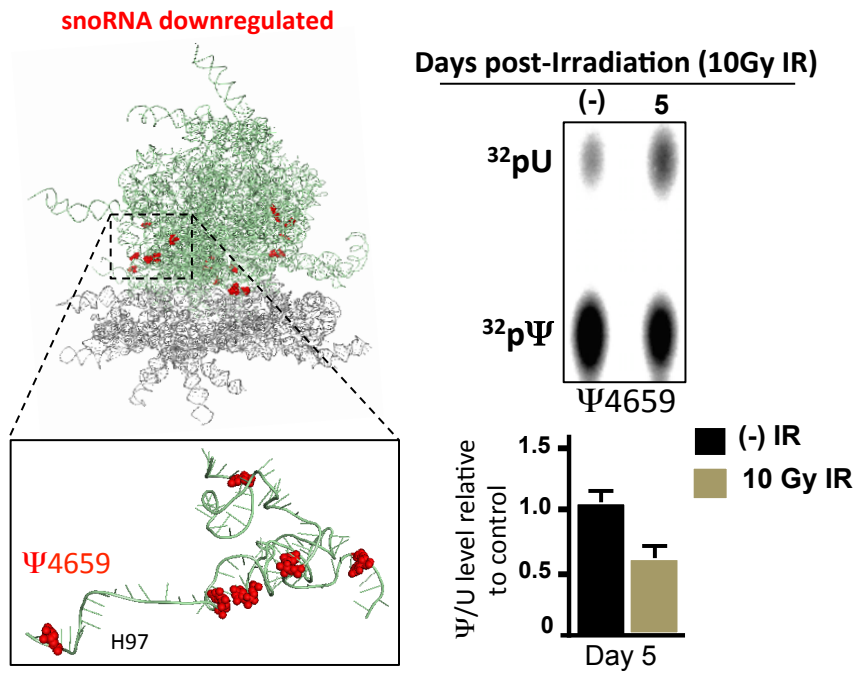 snoRNA downregulated
Ψ4659
H97
Days post-Irradiation (10Gy IR)
(-) 5
³²pU
³²pΨ
Ψ4659
Ψ/U level relative
to control
1.5
1.0
0.5
0
Day 5
(-) IR
10 Gy IR